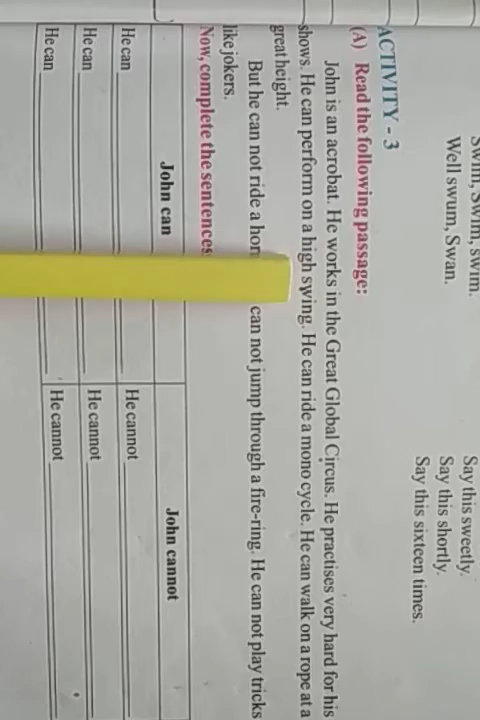 Swim, Swim, swim.
Well swum, Swan.
Say this sweetly.
Say this shortly.
Say this sixteen times.
ACTIVITY - 3
(A) Read the following passage:
John is an acrobat. He works in the Great Global Circus. He practises very hard for his
shows. He can perform on a high swing. He can ride a mono cycle. He can walk on a rope at a
great height.
But he can not ride a can not jump through a fire-ring. He can not play tricks
like jokers.
Now, complete the sentences
John can John cannot
He can He cannot
He can He cannot
He can He cannot